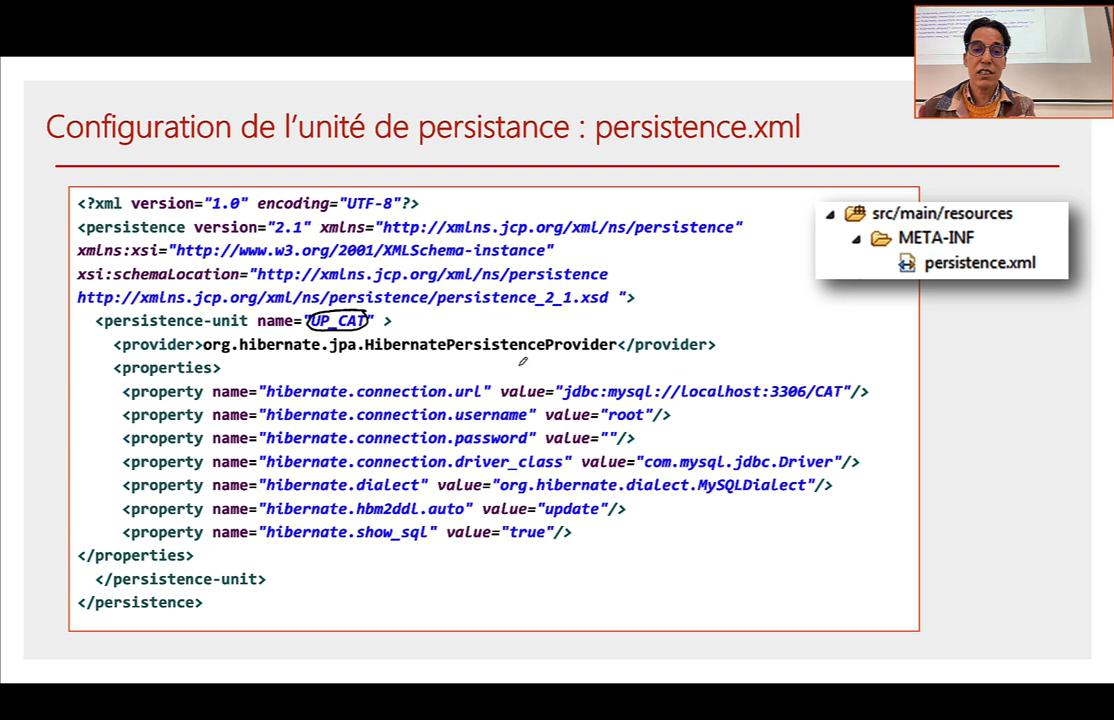 Configuration de l'unité de persistance : persistence.xml
<?xml version="1.0" encoding="UTF-8"?>
<persistence version="2.1" xmlns="http://xmlns.jcp.org/xml/ns/persistence"
xmlns:xsi="http://www.w3.org/2001/XMLSchema-instance"
xsi:schemaLocation="http://xmlns.jcp.org/xml/ns/persistence
http://xmlns.jcp.org/xml/ns/persistence/persistence_2_1.xsd ">
<persistence-unit name="UP_CAT" >
<provider>org.hibernate.jpa.HibernatePersistenceProvider</provider>
<properties>
<property name="hibernate.connection.url" value="jdbc:mysql://localhost:3306/CAT"/>
<property name="hibernate.connection.username" value="root"/>
<property name="hibernate.connection.password" value=""/>
<property name="hibernate.connection.driver_class" value="com.mysql.jdbc.Driver"/>
<property name="hibernate.dialect" value="org.hibernate.dialect.MySQLDialect"/>
<property name="hibernate.hbm2ddl.auto" value="update"/>
<property name="hibernate.show_sql" value="true"/>
</properties>
</persistence-unit>
</persistence>
src/main/resources
META-INF
persistence.xml